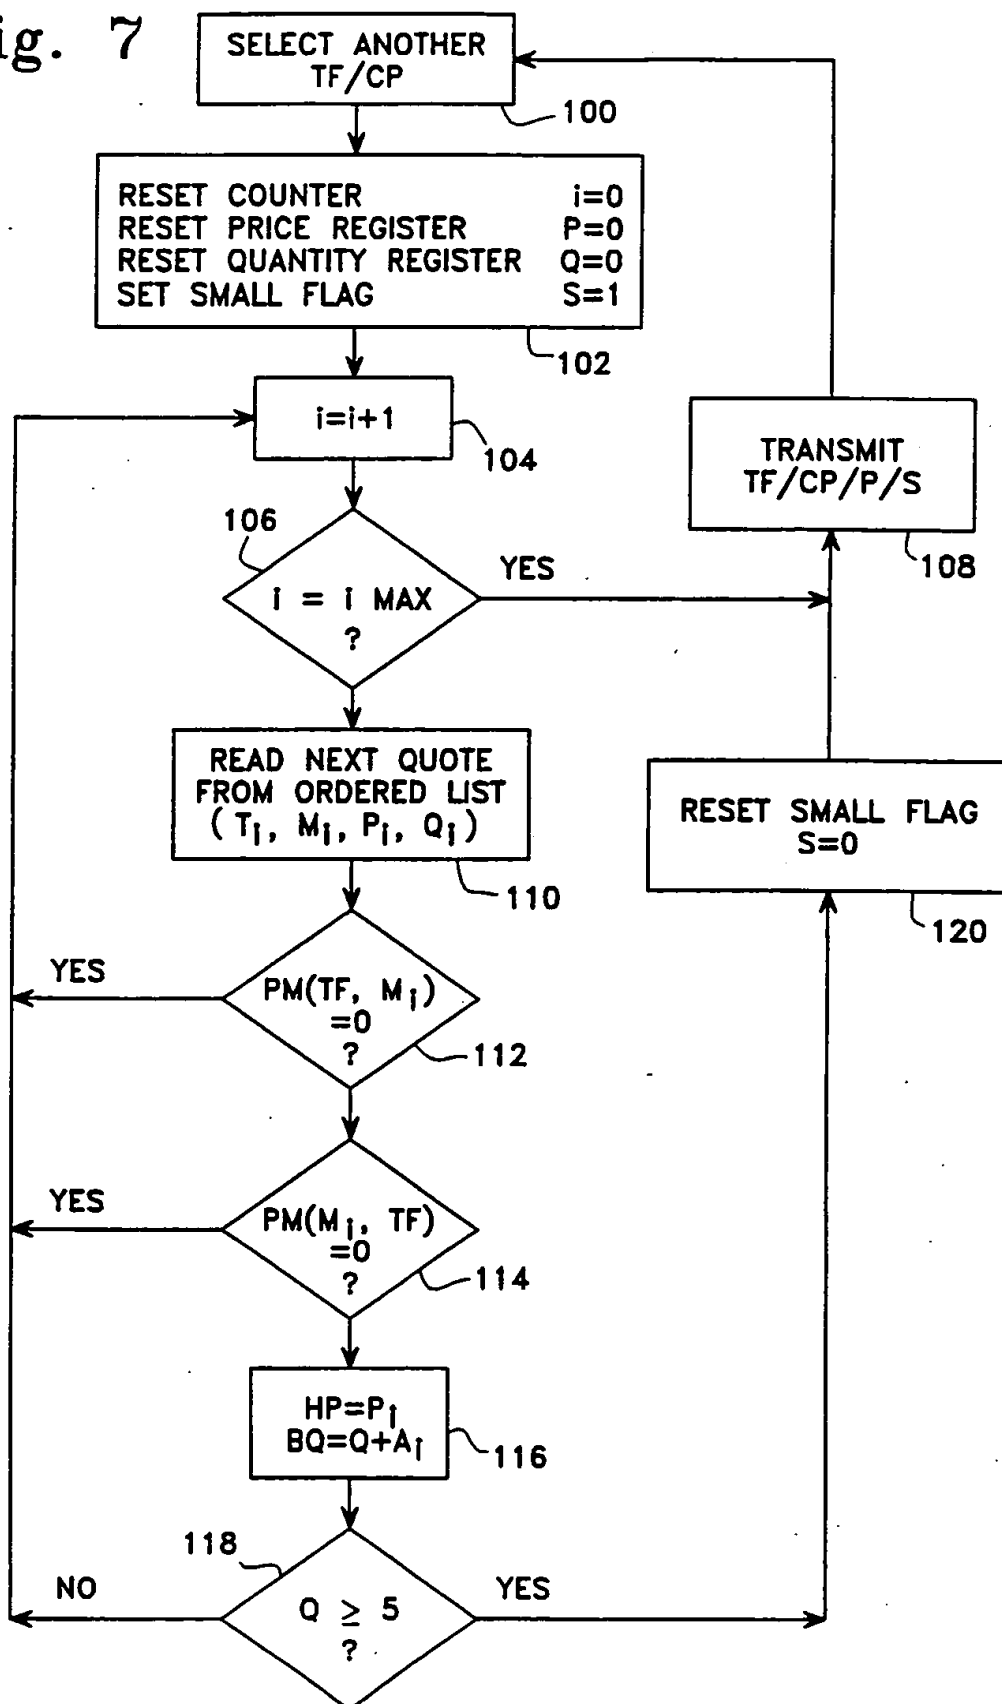 ig. 7
SELECT ANOTHER
TF/CP
100
RESET COUNTER i=0
RESET PRICE REGISTER P=0
RESET QUANTITY REGISTER Q=0
SET SMALL FLAG S=1
102
i=i+1
104
106
i = i MAX
?
YES
TRANSMIT
TF/CP/P/S
108
READ NEXT QUOTE
FROM ORDERED LIST
( Ti, Mi, Pi, Qi)
110
RESET SMALL FLAG
S=0
120
YES
PM(TF, Mi)
=0
?
112
YES
PM(Mi, TF)
=0
?
114
HP=Pi
BQ=Q+Ai
116
118
NO
Q ≥ 5
?
YES